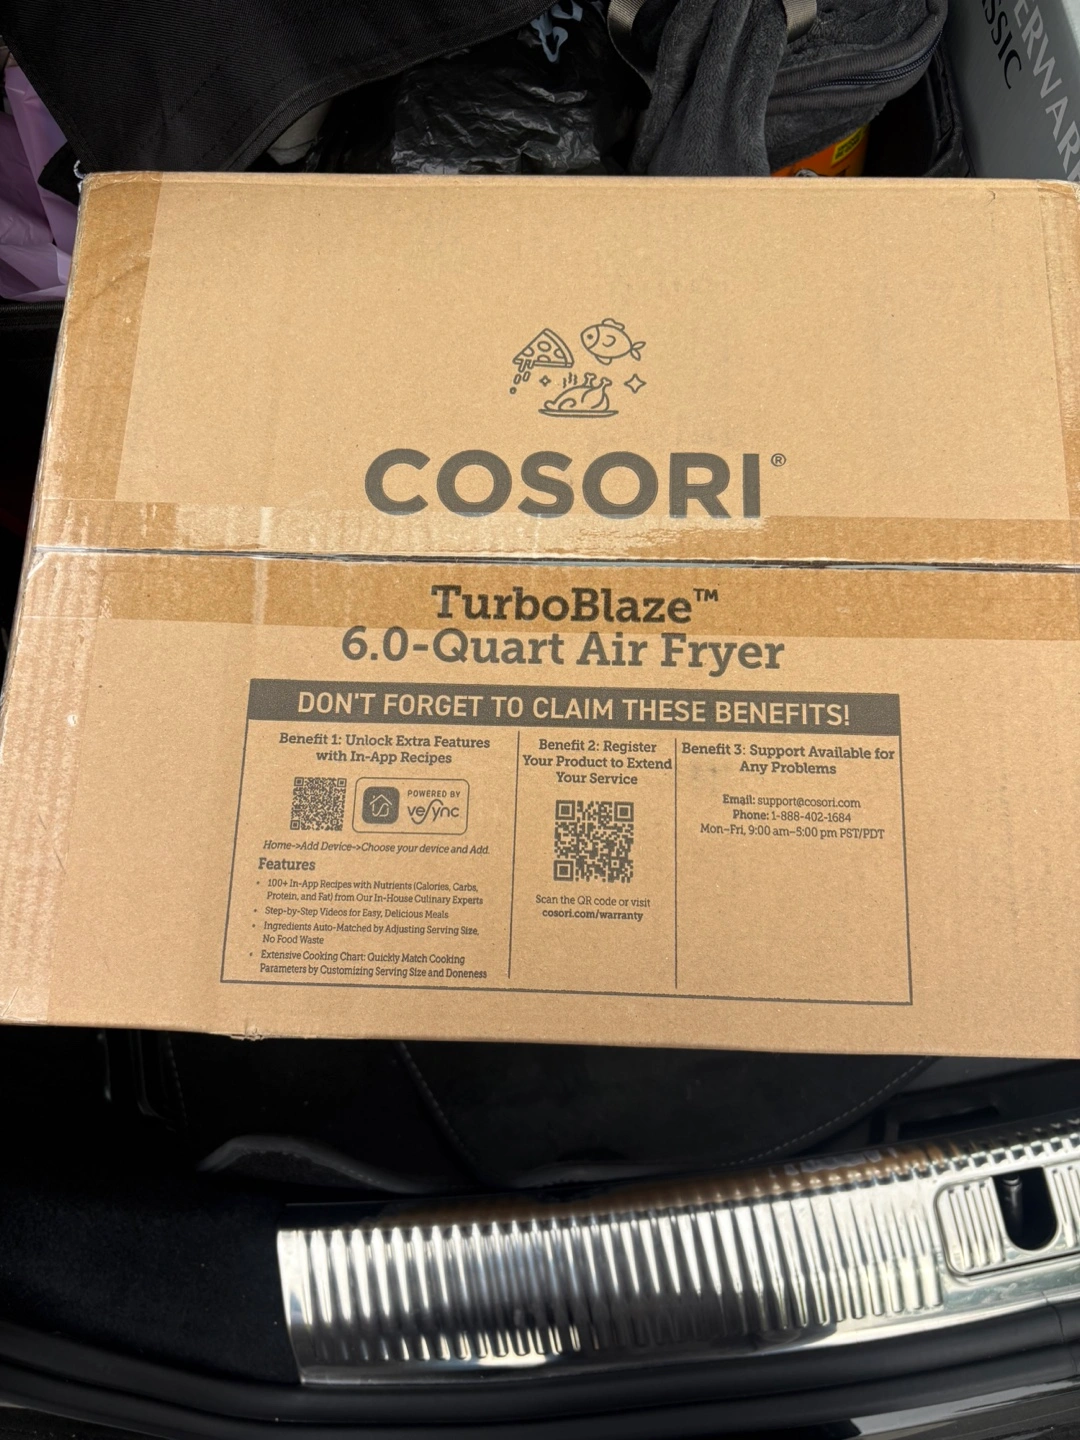 COSORI®
TurboBlaze™
6.0-Quart Air Fryer
DON'T FORGET TO CLAIM THESE BENEFITS!
Benefit 1: Unlock Extra Features
with In-App Recipes
POWERED BY
vesync
Home->Add Device->Choose your device and Add.
Features
• 100+ In-App Recipes with Nutrients (Calories, Carbs,
Protein, and Fat) from Our In-House Culinary Experts
• Step-by-Step Videos for Easy, Delicious Meals
• Ingredients Auto-Matched by Adjusting Serving Size,
No Food Waste
• Extensive Cooking Chart: Quickly Match Cooking
Parameters by Customizing Serving Size and Doneness
Benefit 2: Register
Your Product to Extend
Your Service
Scan the QR code or visit
cosori.com/warranty
Benefit 3: Support Available for
Any Problems
Email: support@cosori.com
Phone: 1-888-402-1684
Mon–Fri, 9:00 am–5:00 pm PST/PDT